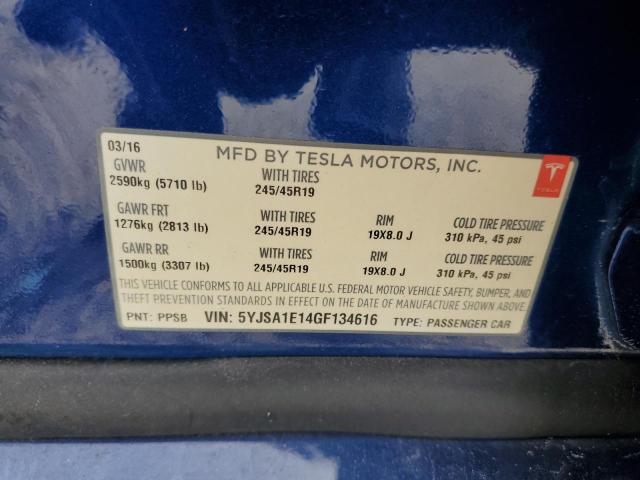 03/16 MFD BY TESLA MOTORS, INC.
GVWR WITH TIRES
2590kg (5710 lb) 245/45R19
TESLA
GAWR FRT WITH TIRES RIM COLD TIRE PRESSURE
1276kg (2813 lb) 245/45R19 19X8.0 J 310 kPa, 45 psi
GAWR RR WITH TIRES RIM COLD TIRE PRESSURE
1500kg (3307 lb) 245/45R19 19X8.0 J 310 kPa, 45 psi
THIS VEHICLE CONFORMS TO ALL APPLICABLE U.S. FEDERAL MOTOR VEHICLE SAFETY, BUMPER, AND
THEFT PREVENTION STANDARDS IN EFFECT ON THE DATE OF MANUFACTURE SHOWN ABOVE.
PNT: PPSB VIN: 5YJSA1E14GF134616 TYPE: PASSENGER CAR